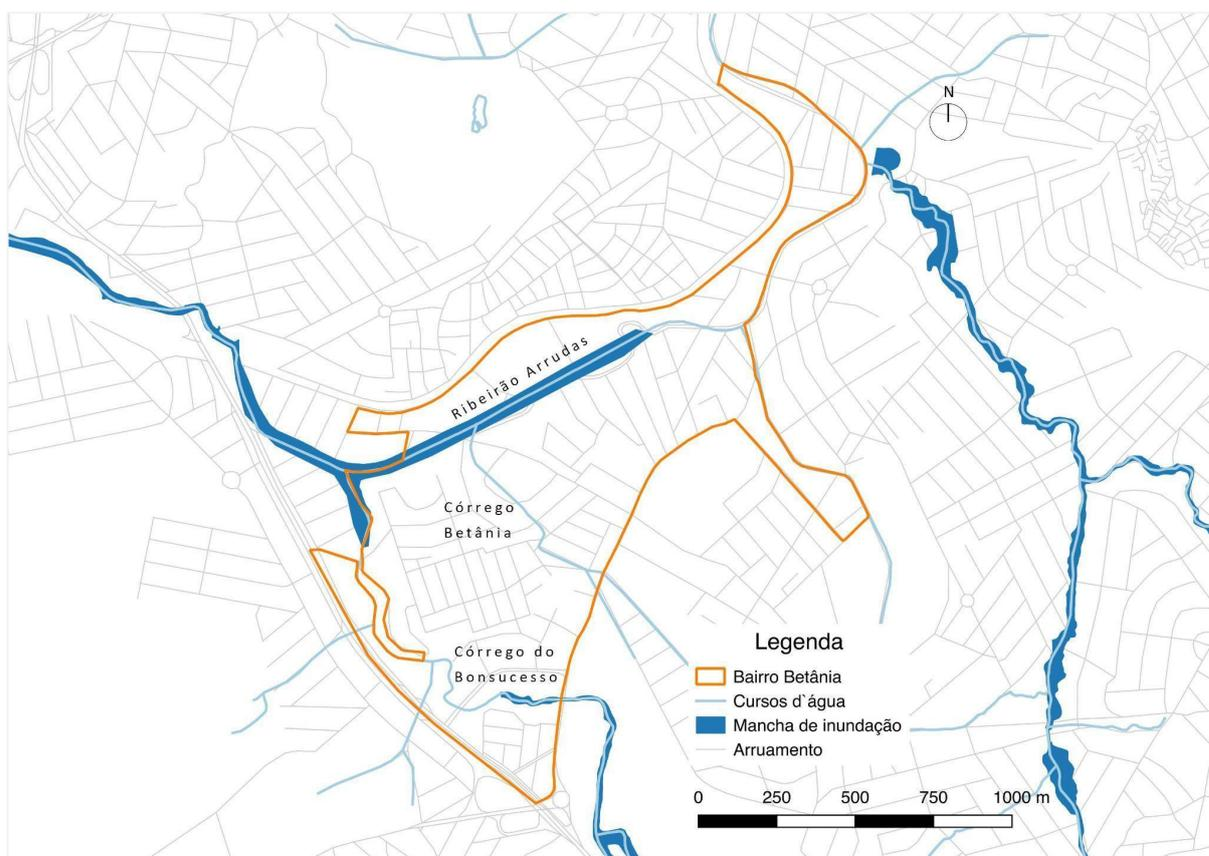 N
Ribeirão Arrudas
Córrego
Betânia
Córrego do
Bonsucesso
Legenda
Bairro Betânia
Cursos d`água
Mancha de inundação
Arruamento
0 250 500 750 1000 m